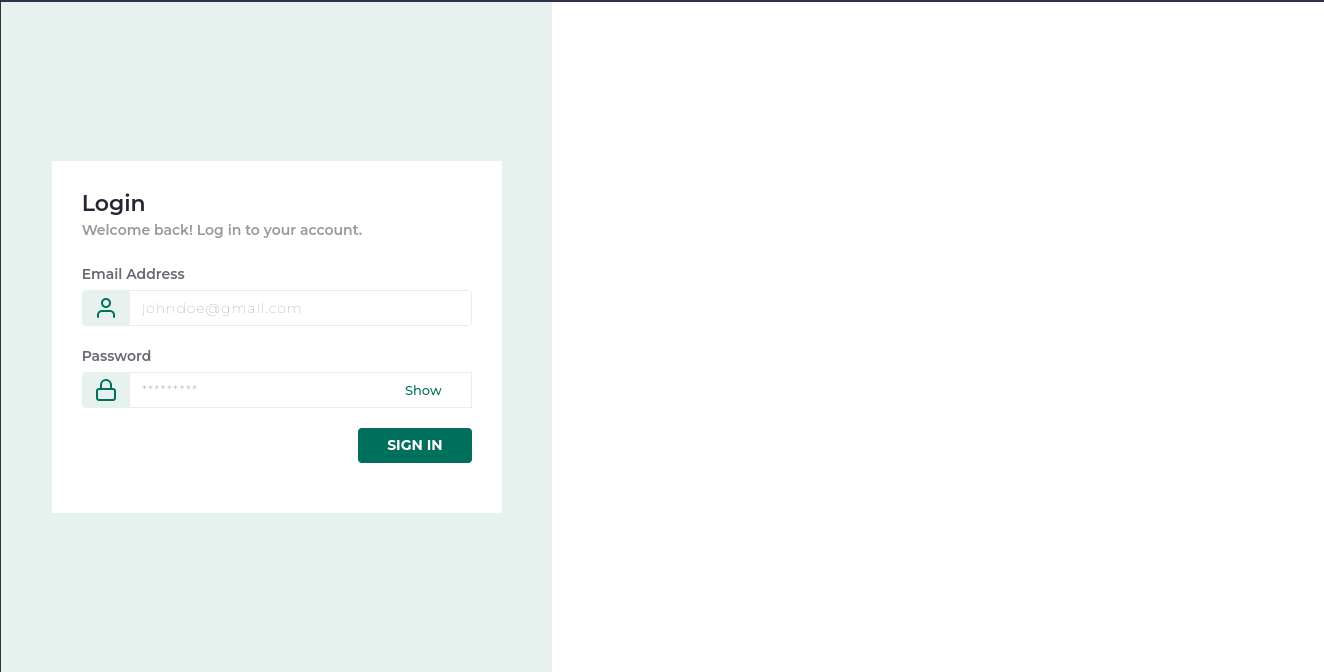 Login
Welcome back! Log in to your account.
Email Address
johndoe@gmail.com
Password
*********
Show
SIGN IN